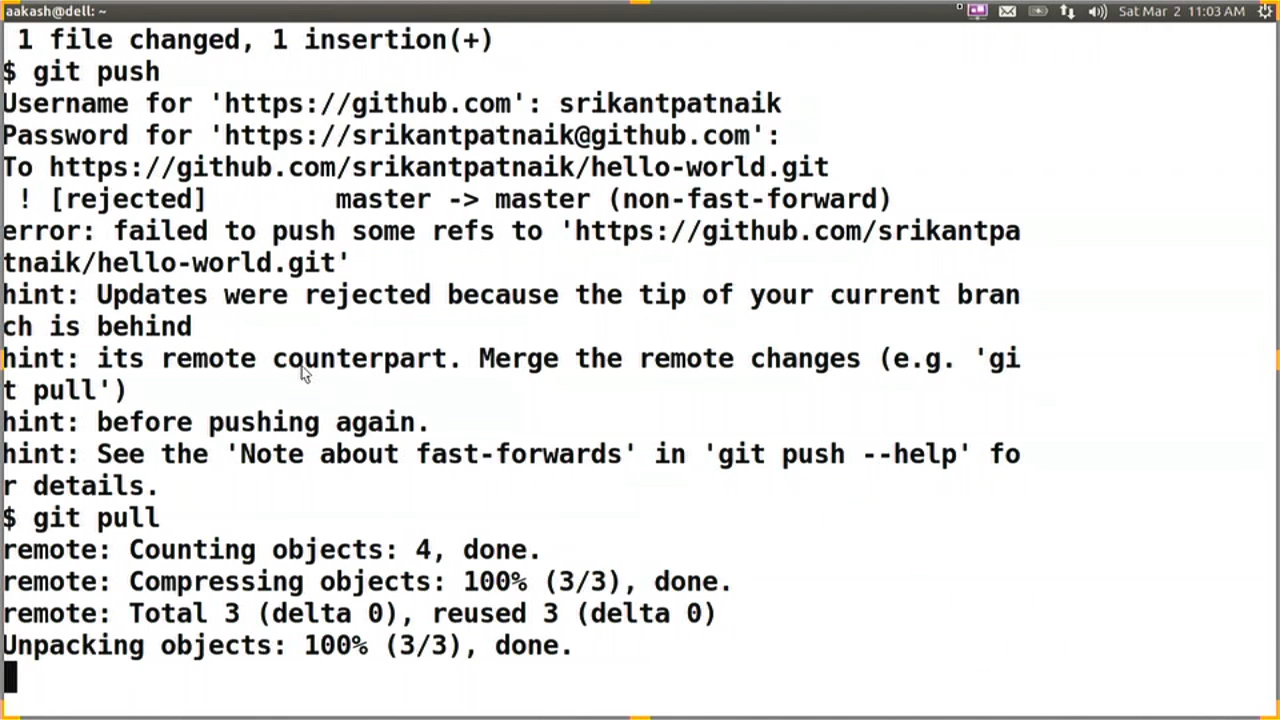 aakash@dell: ~
Sat Mar 2 11:03 AM
1 file changed, 1 insertion(+)
$ git push
Username for 'https://github.com': srikantpatnaik
Password for 'https://srikantpatnaik@github.com':
To https://github.com/srikantpatnaik/hello-world.git
! [rejected]        master -> master (non-fast-forward)
error: failed to push some refs to 'https://github.com/srikantpa
tnaik/hello-world.git'
hint: Updates were rejected because the tip of your current bran
ch is behind
hint: its remote counterpart. Merge the remote changes (e.g. 'gi
t pull')
hint: before pushing again.
hint: See the 'Note about fast-forwards' in 'git push --help' fo
r details.
$ git pull
remote: Counting objects: 4, done.
remote: Compressing objects: 100% (3/3), done.
remote: Total 3 (delta 0), reused 3 (delta 0)
Unpacking objects: 100% (3/3), done.